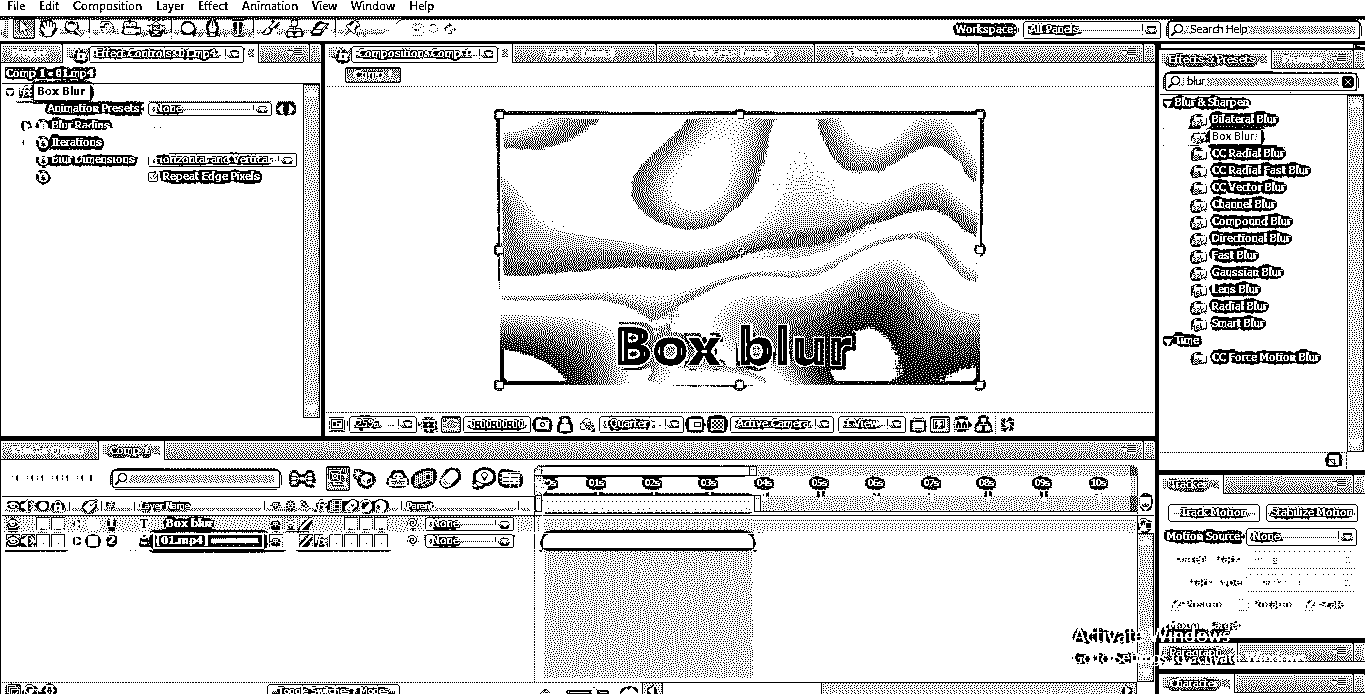 File Edit Composition Layer Effect Animation View Window Help
Workspace: All Panels
Search Help
Effect Controls: 01.mp4
Composition: Comp 1
Effects & Presets
Comp 1 • 01.mp4
Comp 1
Box Blur
Animation Presets None
Blur Radius
Iterations
Blur Dimensions Horizontal and Vertical
Repeat Edge Pixels
Box blur
25%
0:00:00:00
Quarter
Active Camera
1 View
blur
Blur & Sharpen
Bilateral Blur
Box Blur
CC Radial Blur
CC Radial Fast Blur
CC Vector Blur
Channel Blur
Compound Blur
Directional Blur
Fast Blur
Gaussian Blur
Lens Blur
Radial Blur
Smart Blur
Time
CC Force Motion Blur
Comp 1
01s 02s 03s 04s 05s 06s 07s 08s 09s 10s
Layer Name
Parent
T Box blur
None
[01.mp4]
None
Toggle Switches / Modes
Tracker
Track Motion Stabilize Motion
Motion Source: None
Activate Windows
Go to Settings to activate Windows.
Paragraph
Character